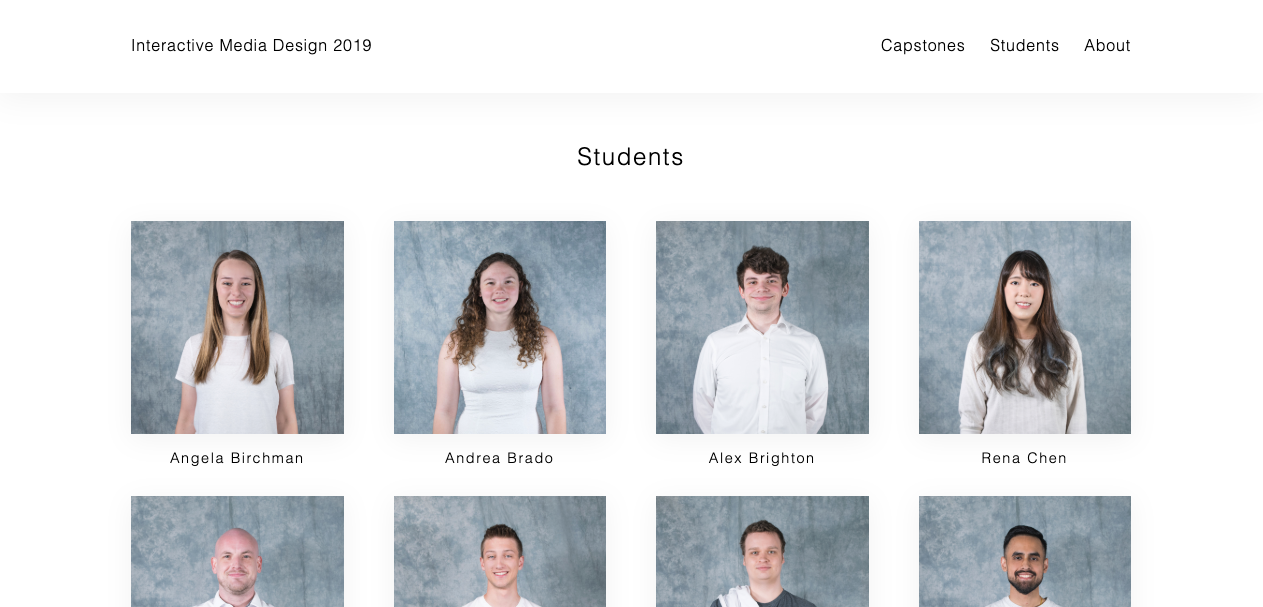 Interactive Media Design 2019
Capstones Students About
Students
Angela Birchman
Andrea Brado
Alex Brighton
Rena Chen